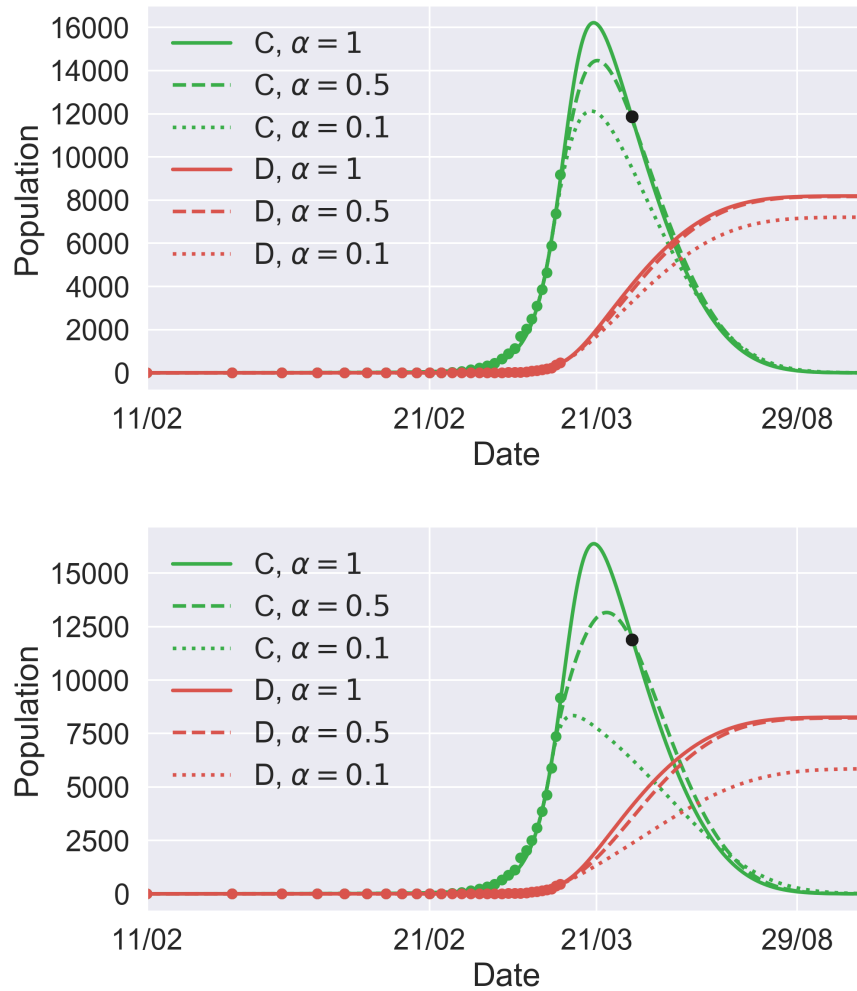 16000
14000
12000
10000
8000
6000
4000
2000
0
Population
C, α = 1
C, α = 0.5
C, α = 0.1
D, α = 1
D, α = 0.5
D, α = 0.1
11/02 21/02 21/03 29/08
Date
15000
12500
10000
7500
5000
2500
0
Population
C, α = 1
C, α = 0.5
C, α = 0.1
D, α = 1
D, α = 0.5
D, α = 0.1
11/02 21/02 21/03 29/08
Date